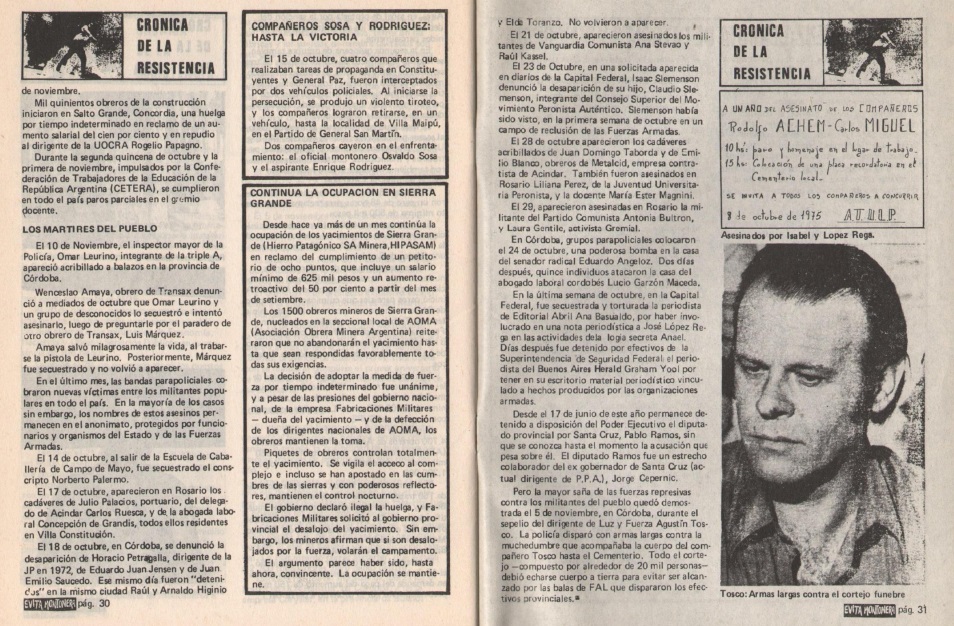 CRONICA
DE LA
RESISTENCIA
de noviembre.
Mil quinientos obreros de la construcción
iniciaron en Salto Grande, Concordia, una huelga
por tiempo indeterminado en reclamo de un au-
mento salarial del cien por ciento y en repudio
al dirigente de la UOCRA Rogelio Papagno.
Durante la segunda quincena de octubre y la
primera de noviembre, impulsados por la Confe-
deración de Trabajadores de la Educación de la
República Argentina (CETERA), se cumplieron
en todo el país paros parciales en el gremio
docente.
LOS MARTIRES DEL PUEBLO
El 10 de Noviembre, el inspector mayor de la
Policía, Omar Leurino, integrante de la triple A,
apareció acribillado a balazos en la provincia de
Córdoba.
Wenceslao Amaya, obrero de Transax denun-
ció a mediados de octubre que Omar Leurino y
un grupo de desconocidos lo secuestró e intentó
asesinarlo, luego de preguntarle por el paradero de
otro obrero de Transax, Luis Márquez.
Amaya salvó milagrosamente la vida, al trabar-
se la pistola de Leurino. Posteriormente, Márquez
fue secuestrado y no volvió a aparecer.
En el último mes, las bandas parapoliciales co-
braron nuevas víctimas entre los militantes popu-
lares en todo el país. En la mayoría de los casos
sin embargo, los nombres de estos asesinos per-
manecen en el anonimato, protegidos por funcio-
narios y organismos del Estado y de las Fuerzas
Armadas.
El 14 de octubre, al salir de la Escuela de Caba-
llería de Campo de Mayo, fue secuestrado el cons-
cripto Norberto Palermo.
El 17 de octubre, aparecieron en Rosario los
cadáveres de Julio Palacios, portuario, del delega-
do de Acindar Carlos Ruesca, y de la abogada labo-
ral Concepción de Grandis, todos ellos residentes
en Villa Constitución.
El 18 de octubre, en Córdoba, se denunció la
desaparición de Horacio Petragalla, dirigente de la
JP en 1972, de Eduardo Juan Jensen y de Juan
Emilio Saucedo. Ese mismo día fueron "deteni-
dos" en la misma ciudad Raúl y Arnaldo Higinio
EVITA MONTONERA pág. 30
COMPAÑEROS SOSA Y RODRIGUEZ:
HASTA LA VICTORIA
El 15 de octubre, cuatro compañeros que
realizaban tareas de propaganda en Constitu-
yentes y General Paz, fueron interceptados
por dos vehículos policiales. Al iniciarse la
persecución, se produjo un violento tiroteo,
y los compañeros lograron retirarse, en un
vehículo, hasta la localidad de Villa Maipú,
en el Partido de General San Martín.
Dos compañeros cayeron en el enfrenta-
miento: el oficial montonero Osvaldo Sosa
y el aspirante Enrique Rodríguez.
CONTINUA LA OCUPACION EN SIERRA
GRANDE
Desde hace ya más de un mes continúa la
ocupación de los yacimientos de Sierra Gran-
de (Hierro Patagónico SA Minera, HIPASAM)
en reclamo del cumplimiento de un petito-
rio de ocho puntos, que incluye un salario
mínimo de 625 mil pesos y un aumento re-
troactivo del 50 por ciento a partir del mes
de setiembre.
Los 1500 obreros mineros de Sierra Gran-
de, nucleados en la seccional local de AOMA
(Asociación Obrera Minera Argentina) reite-
raron que no abandonarán el yacimiento has-
ta que sean respondidas favorablemente to-
das sus exigencias.
La decisión de adoptar la medida de fuer-
za por tiempo indeterminado fue unánime,
y a pesar de las presiones del gobierno nacio-
nal, de la empresa Fabricaciones Militares
– dueña del yacimiento – y de la defección
de los dirigentes nacionales de AOMA, los
obreros mantienen la toma.
Piquetes de obreros controlan totalmen-
te el yacimiento. Se vigila el acceco al com-
plejo e incluso se han apostado en las cum-
bres de las sierras y con poderosos reflecto-
res, mantienen el control nocturno.
El gobierno declaró ilegal la huelga, y Fa-
bricaciones Militares solicitó al gobierno pro-
vincial el desalojo del yacimiento. Sin em-
bargo, los mineros afirman que si son desalo-
jados por la fuerza, volarán el campamento.
El argumento parece haber sido, hasta
ahora, convincente. La ocupación se mantie-
ne.
y Elda Toranzo. No volvieron a aparecer.
El 21 de octubre, aparecieron asesinados los mili-
tantes de Vanguardia Comunista Ana Stevao y
Raúl Kassel.
El 23 de Octubre, en una solicitada aparecida
en diarios de la Capital Federal, Isaac Slemenson
denunció la desaparición de su hijo, Claudio Sle-
menson, integrante del Consejo Superior del Mo-
vimiento Peronista Auténtico. Slemenson había
sido visto, en la primera semana de octubre en un
campo de reclusión de las Fuerzas Armadas.
El 28 de octubre aparecieron los cadáveres
acribillados de Juan Domingo Taborda y de Emi-
lio Blanco, obreros de Metalcid, empresa contra-
tista de Acindar. También fueron asesinados en
Rosario Liliana Perez, de la Juventud Universita-
ria Peronista, y la docente María Ester Magnini.
El 29, aparecieron asesinadas en Rosario la mi-
litante del Partido Comunista Antonia Bultron,
y Laura Gentile, activista Gremial.
En Córdoba, grupos parapoliciales colocaron
el 24 de octubre, una poderosa bomba en la casa
del senador radical Eduardo Angeloz. Dos días
después, quince individuos atacaron la casa del
abogado laboral cordobés Lucio Garzón Maceda.
En la última semana de octubre, en la Capital
Federal, fue secuestrada y torturada la periodista
de Editorial Abril Ana Basualdo, por haber invo-
lucrado en una nota periodística a José López Re-
ga en las actividades dela logia secreta Anael.
Días después fue detenido por efectivos de la
Superintendencia de Seguridad Federal el perio-
dista del Buenos Aires Herald Graham Yool por
tener en su escritorio material periodístico vincu-
lado a hechos producidos por las organizaciones
armadas.
Desde el 17 de junio de este año permanece de-
tenido a disposición del Poder Ejecutivo el diputa-
do provincial por Santa Cruz, Pablo Ramos, sin
que se conozca hasta el momento la acusación que
pesa sobre él. El diputado Ramos fue un estrecho
colaborador del ex gobernador de Santa Cruz (ac-
tual dirigente de P.P.A.), Jorge Cepernic.
Pero la mayor saña de las fuerzas represivas
contra los militantes del pueblo quedó demos-
trada el 5 de noviembre, en Córdoba, durante el
sepelio del dirigente de Luz y Fuerza Agustín Tos-
co. La policía disparó con armas largas contra la
muchedumbre que acompañaba el cuerpo del com-
pañero Tosco hasta el Cementerio. Todo el corte-
jo –compuesto por alrededor de 20 mil personas–
debió echarse cuerpo a tierra para evitar ser alcan-
zado por las balas de FAL que dispararon los efec-
tivos provinciales.
CRONICA
DE LA
RESISTENCIA
A UN AÑO DEL ASESINATO DE LOS COMPAÑEROS
Rodolfo ACHEM - Carlos MIGUEL
10 hs: paro y homenaje en el lugar de trabajo.
15 hs: Colocación de una placa recordatoria en el
Cementerio local.
SE INVITA A TODOS LOS COMPAÑEROS A CONCURRIR
8 de octubre de 1975 A.T.U.L.P.
Asesinados por Isabel y Lopez Rega.
Tosco: Armas largas contra el cortejo funebre
EVITA MONTONERA pág. 31